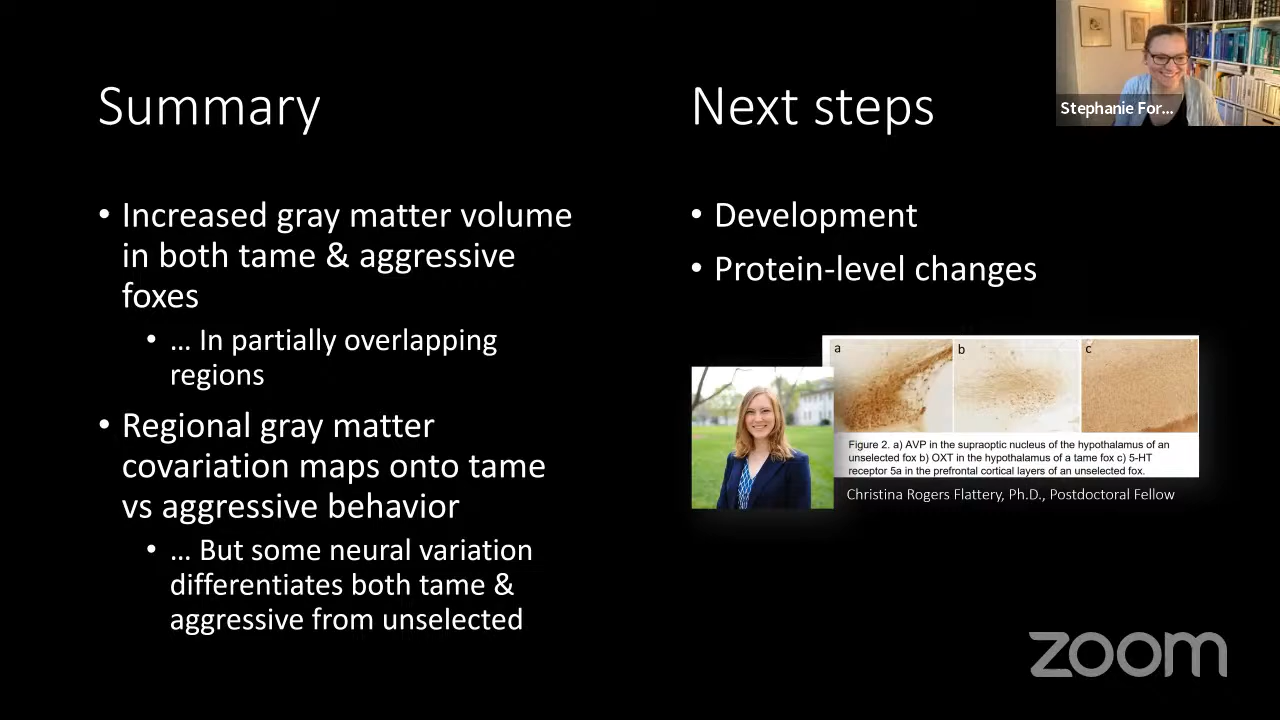 Summary
• Increased gray matter volume
in both tame & aggressive
foxes
• … In partially overlapping
regions
• Regional gray matter
covariation maps onto tame
vs aggressive behavior
• … But some neural variation
differentiates both tame &
aggressive from unselected
Next steps
• Development
• Protein-level changes
a
b
c
Figure 2. a) AVP in the supraoptic nucleus of the hypothalamus of an
unselected fox b) OXT in the hypothalamus of a tame fox c) 5-HT
receptor 5a in the prefrontal cortical layers of an unselected fox.
Christina Rogers Flattery, Ph.D., Postdoctoral Fellow
Stephanie For...
zoom